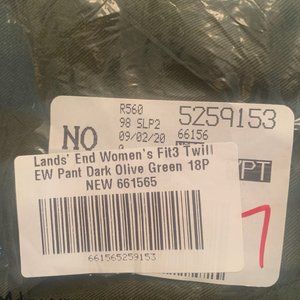 R560
5259153
98 SLP2
NO
09/02/20
66156
PT
Lands' End Women's Fit3 Twill
EW Pant Dark Olive Green 18P
NEW 661565
661565259153
7